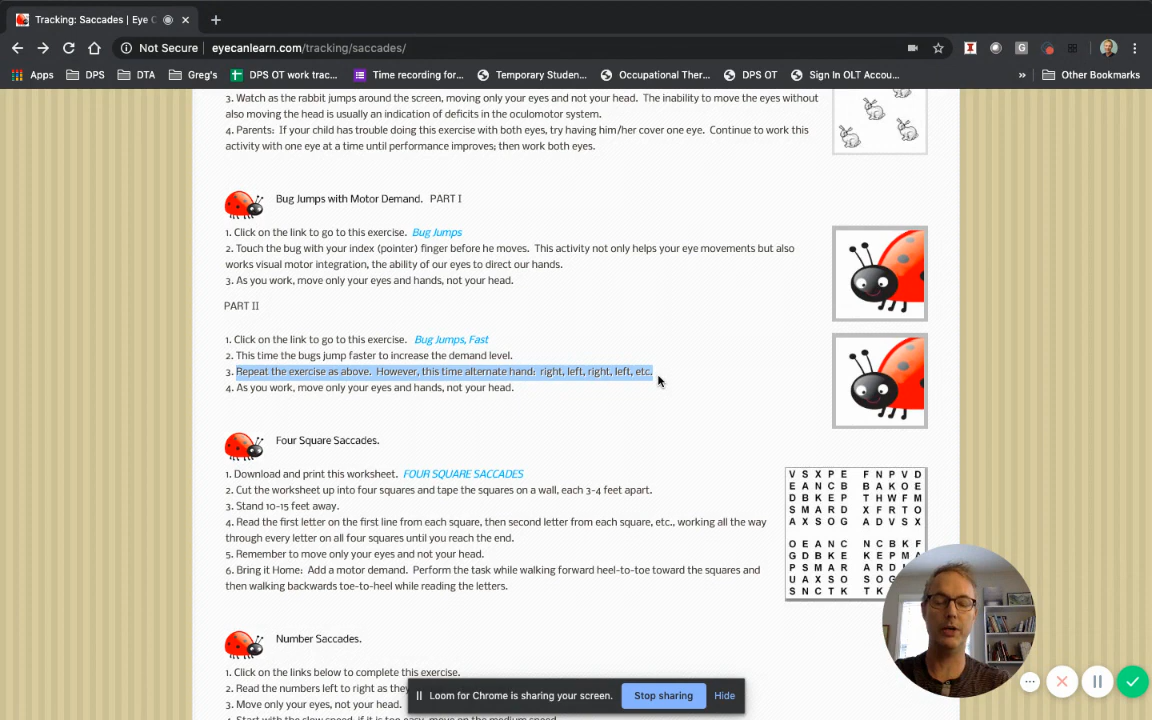 Tracking: Saccades | Eye C
Not Secure | eyecanlearn.com/tracking/saccades/
Apps DPS DTA Greg's DPS OT work trac... Time recording for... Temporary Studen... Occupational Ther... DPS OT Sign In OLT Accou... » Other Bookmarks
3. Watch as the rabbit jumps around the screen, moving only your eyes and not your head. The inability to move the eyes without
also moving the head is usually an indication of deficits in the oculomotor system.
4. Parents: If your child has trouble doing this exercise with both eyes, try having him/her cover one eye. Continue to work this
activity with one eye at a time until performance improves; then work both eyes.
Bug Jumps with Motor Demand. PART I
1. Click on the link to go to this exercise. Bug Jumps
2. Touch the bug with your index (pointer) finger before he moves. This activity not only helps your eye movements but also
works visual motor integration, the ability of our eyes to direct our hands.
3. As you work, move only your eyes and hands, not your head.
PART II
1. Click on the link to go to this exercise. Bug Jumps, Fast
2. This time the bugs jump faster to increase the demand level.
3. Repeat the exercise as above. However, this time alternate hand: right, left, right, left, etc.
4. As you work, move only your eyes and hands, not your head.
Four Square Saccades.
1. Download and print this worksheet. FOUR SQUARE SACCADES
2. Cut the worksheet up into four squares and tape the squares on a wall, each 3-4 feet apart.
3. Stand 10-15 feet away.
4. Read the first letter on the first line from each square, then second letter from each square, etc., working all the way
through every letter on all four squares until you reach the end.
5. Remember to move only your eyes and not your head.
6. Bring it Home: Add a motor demand. Perform the task while walking forward heel-to-toe toward the squares and
then walking backwards toe-to-heel while reading the letters.
V S X P E F N P V D
E A N C B B A K O E
D B K E P T H W F M
S M A R D X F R T O
A X S O G A D V S X
O E A N C N C B K F
G D B K E K E P M A
P S M A R A R D
U A X S O S O G
S N C T K T K
Number Saccades.
1. Click on the links below to complete this exercise.
2. Read the numbers left to right as they
3. Move only your eyes, not your head.
4. Start with the slow speed, if it is too easy, move on the medium speed.
Loom for Chrome is sharing your screen. Stop sharing Hide